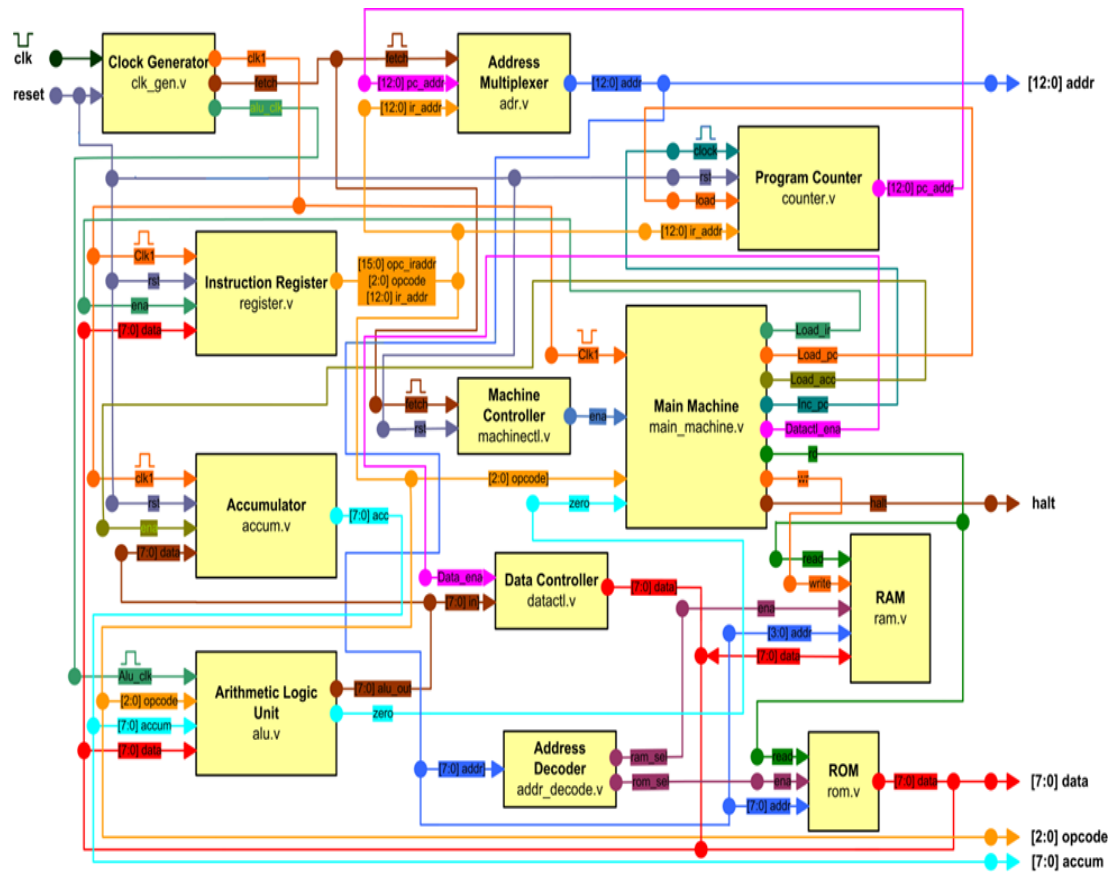 clk
reset
Clock Generator
clk_gen.v
clk1
fetch
alu_clk
fetch
[12:0] pc_addr
[12:0] ir_addr
Address
Multiplexer
adr.v
[12:0] addr
[12:0] addr
clock
rst
load
[12:0] ir_addr
Program Counter
counter.v
[12:0] pc_addr
Clk1
rst
ena
[7:0] data
Instruction Register
register.v
[15:0] opc_iraddr
[2:0] opcode
[12:0] ir_addr
Clk1
fetch
rst
Machine
Controller
machinectl.v
ena
[2:0] opcode
zero
Main Machine
main_machine.v
Load_ir
Load_pc
Load_acc
Inc_pc
Datactl_ena
rd
wr
halt
halt
clk1
rst
[7:0] data
Accumulator
accum.v
[7:0] acc
Data_ena
[7:0] in
Data Controller
datactl.v
[7:0] data
read
write
ena
[3:0] addr
[7:0] data
RAM
ram.v
Alu_clk
[2:0] opcode
[7:0] accum
[7:0] data
Arithmetic Logic
Unit
alu.v
[7:0] alu_out
zero
[7:0] addr
Address
Decoder
addr_decode.v
ram_se
rom_se
read
ena
[7:0] addr
ROM
rom.v
[7:0] data
[7:0] data
[2:0] opcode
[7:0] accum